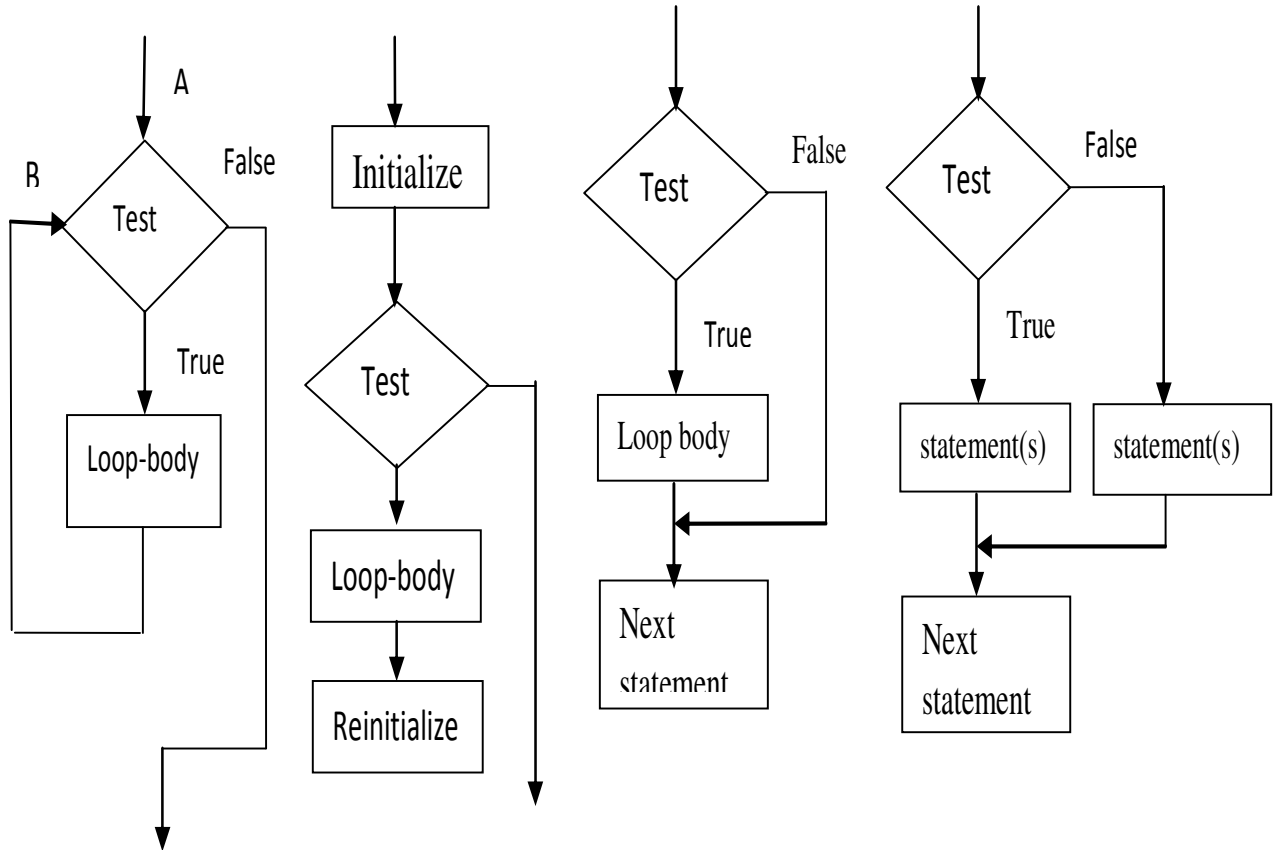 A
B
False
Test
True
Loop-body
Initialize
Test
Loop-body
Reinitialize
Test
False
True
Loop body
Next
statement
Test
False
True
statement(s)
statement(s)
Next
statement